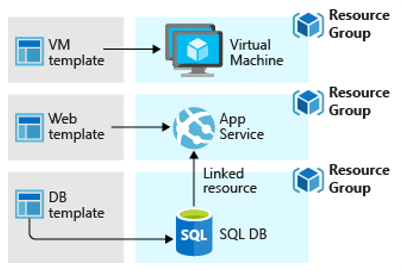 VM
template
Virtual
Machine
Resource
Group
Web
template
App
Service
Resource
Group
Linked
resource
DB
template
SQL
SQL DB
Resource
Group